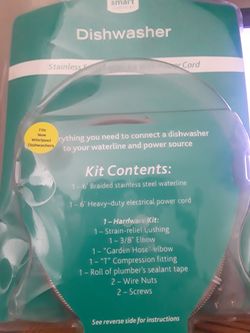 smart
Dishwasher
Stainless Steel
Cord
Fits
New
Whirlpool
Dishwashers
everything you need to connect a dishwasher
to your waterline and power source
Kit Contents:
1 – 6' Braided stainless steel waterline
1 – 6' Heavy-duty electrical power cord
1 – Hardware Kit:
1 – Strain-relief bushing
1 – 3/8" Elbow
1 – "Garden Hose" elbow
1 – "T" Compression fitting
1 – Roll of plumber's sealant tape
2 – Wire Nuts
2 – Screws
See reverse side for instructions